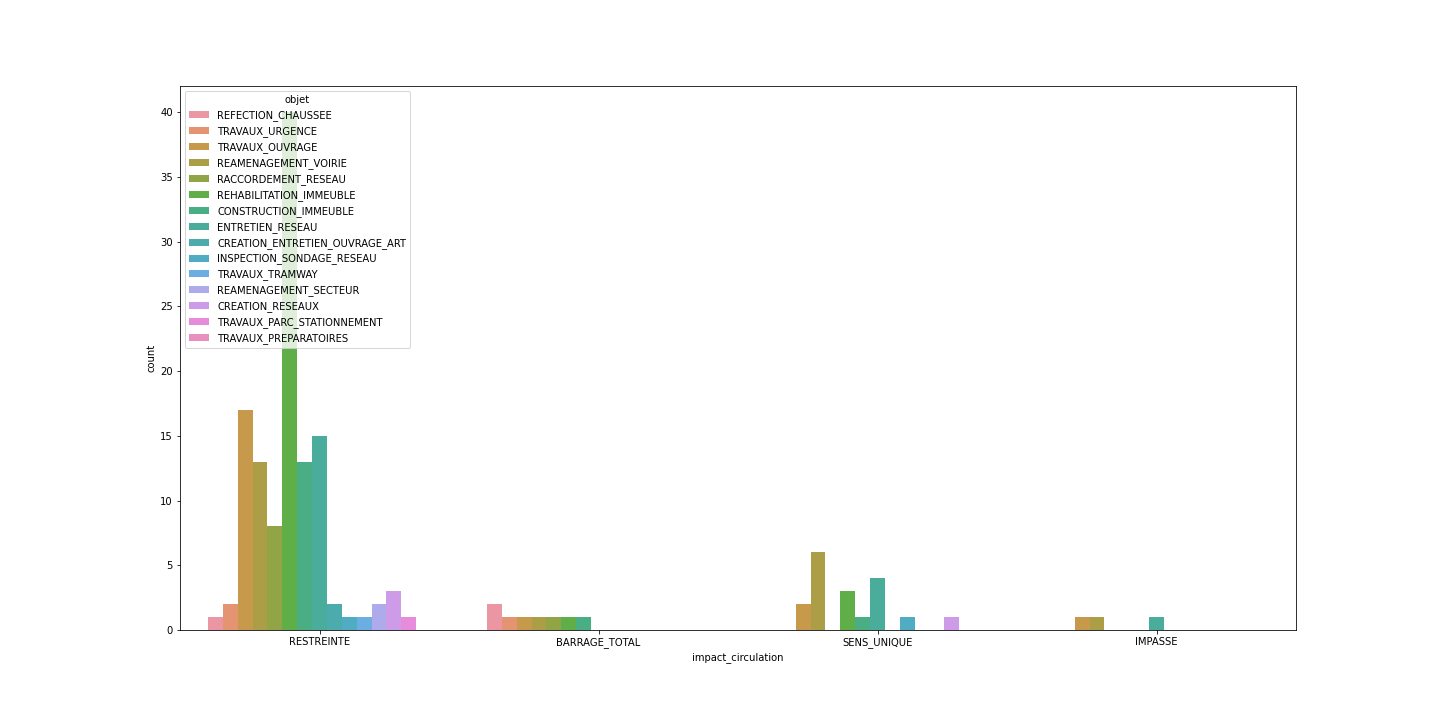 objet
REFECTION_CHAUSSEE
TRAVAUX_URGENCE
TRAVAUX_OUVRAGE
REAMENAGEMENT_VOIRIE
RACCORDEMENT_RESEAU
REHABILITATION_IMMEUBLE
CONSTRUCTION_IMMEUBLE
ENTRETIEN_RESEAU
CREATION_ENTRETIEN_OUVRAGE_ART
INSPECTION_SONDAGE_RESEAU
TRAVAUX_TRAMWAY
REAMENAGEMENT_SECTEUR
CREATION_RESEAUX
TRAVAUX_PARC_STATIONNEMENT
TRAVAUX_PREPARATOIRES
40
35
30
25
20
15
10
5
0
count
RESTREINTE BARRAGE_TOTAL SENS_UNIQUE IMPASSE
impact_circulation